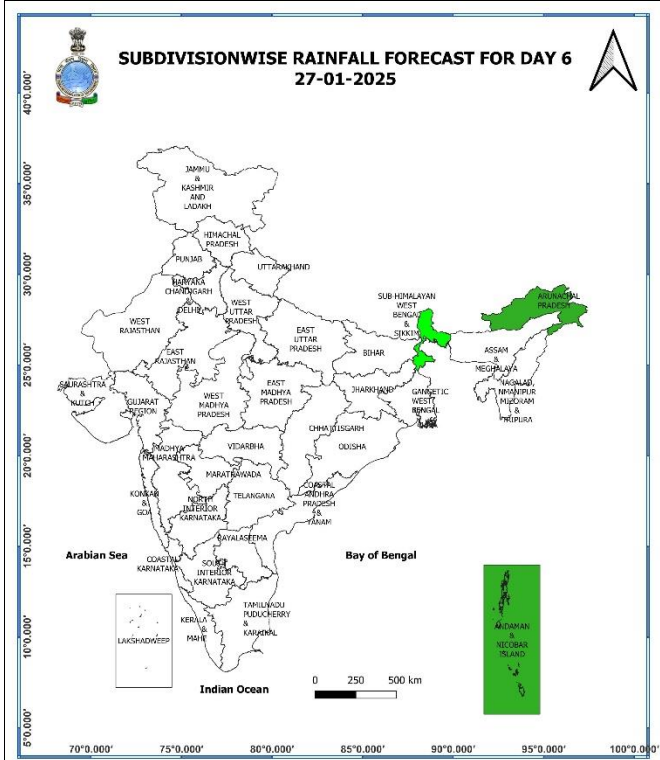 SUBDIVISIONWISE RAINFALL FORECAST FOR DAY 6
27-01-2025
40°0.000'
35°0.000'
30°0.000'
25°0.000'
20°0.000'
15°0.000'
10°0.000'
5°0.000'
JAMMU
&
KASHMIR
AND
LADAKH
HIMACHAL
PRADESH
PUNJAB
UTTARAKHAND
HARYANA
CHANDIGARH
&
DELHI
WEST
RAJASTHAN
WEST
UTTAR
PRADESH
EAST
UTTAR
PRADESH
SUB HIMALAYAN
WEST
BENGAL
&
SIKKIM
ARUNACHAL
PRADESH
EAST
RAJASTHAN
BIHAR
ASSAM
&
MEGHALAYA
SAURASHTRA
&
KUTCH
GUJARAT
REGION
WEST
MADHYA
PRADESH
EAST
MADHYA
PRADESH
JHARKHAND
GANGETIC
WEST
BENGAL
NAGALAD,
NMANIPUR
MIZORAM
&
TRIPURA
CHHATTISGARH
ODISHA
MADHYA
MAHARASHTRA
VIDARBHA
MARATHWADA
KONKAN
&
GOA
TELANGANA
NORTH
INTERIOR
KARNATAKA
COASTAL
ANDHRA
PRADESH
&
YANAM
RAYALASEEMA
Arabian Sea
Bay of Bengal
COASTAL
KARNATAKA
SOUTH
INTERIOR
KARNATAKA
LAKSHADWEEP
KERALA
&
MAHE
TAMILNADU
PUDUCHERRY
&
KARAIKAL
ANDAMAN
&
NICOBAR
ISLAND
Indian Ocean
0 250 500 km
70°0.000' 75°0.000' 80°0.000' 85°0.000' 90°0.000' 95°0.000' 100°0.000'